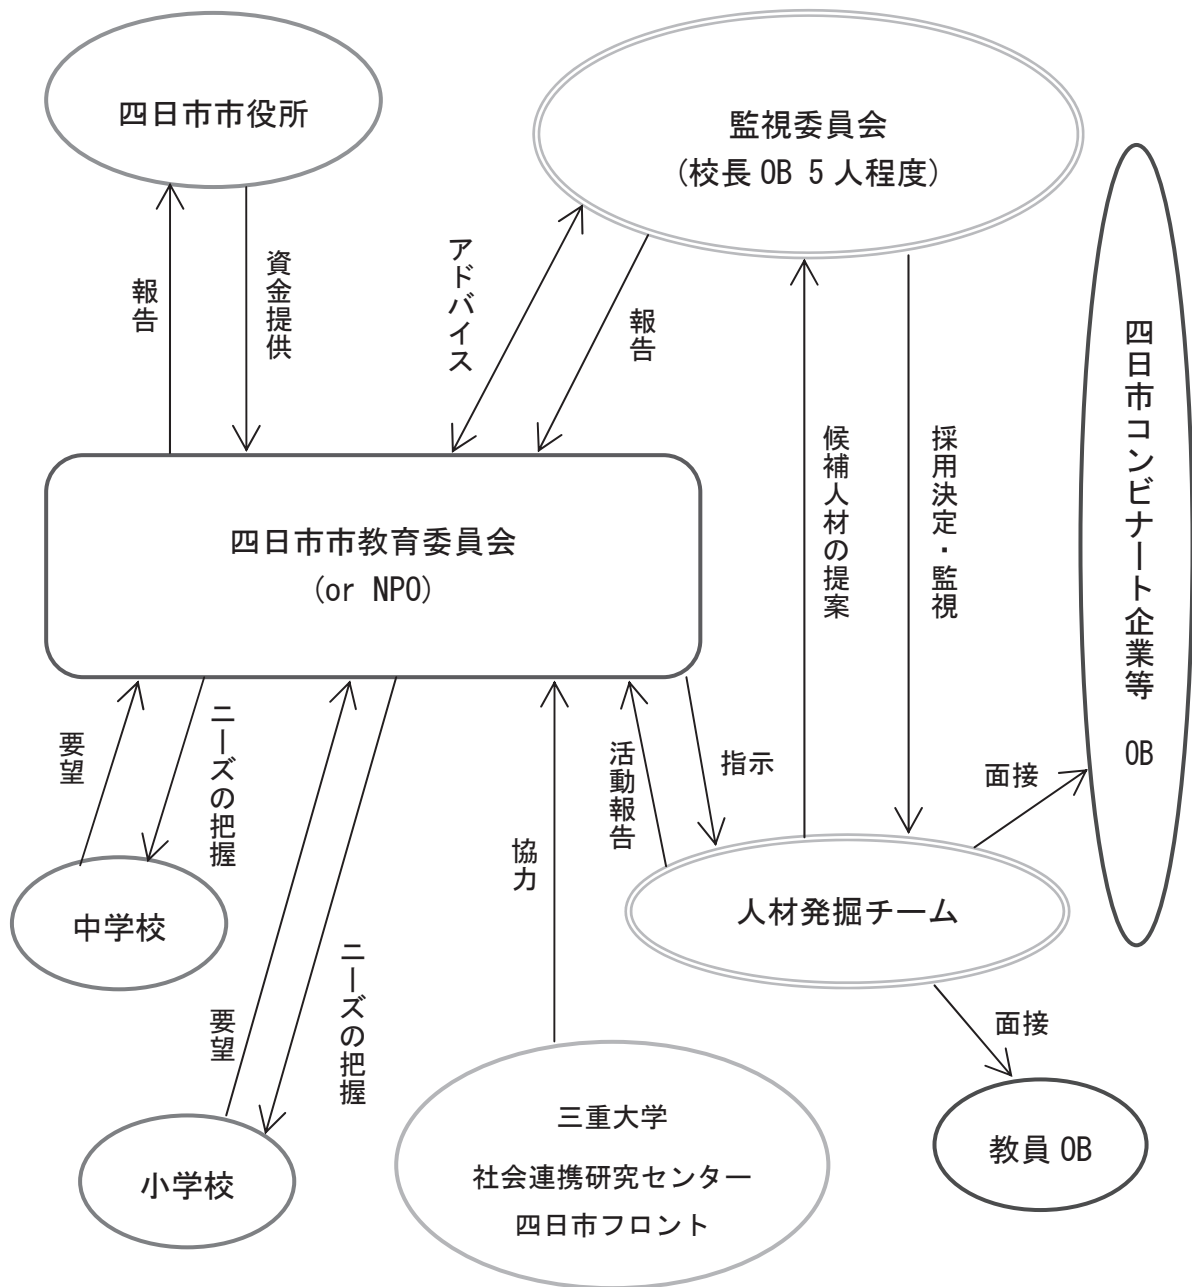 四日市市役所
監視委員会
(校長 OB 5 人程度)
報告
資金提供
アドバイス
報告
四日市コンビナート企業等 OB
候補人材の提案
採用決定・監視
四日市市教育委員会
(or NPO)
要望
ニーズの把握
活動報告
指示
面接
協力
中学校
人材発掘チーム
要望
ニーズの把握
面接
三重大学
社会連携研究センター
四日市フロント
教員 OB
小学校